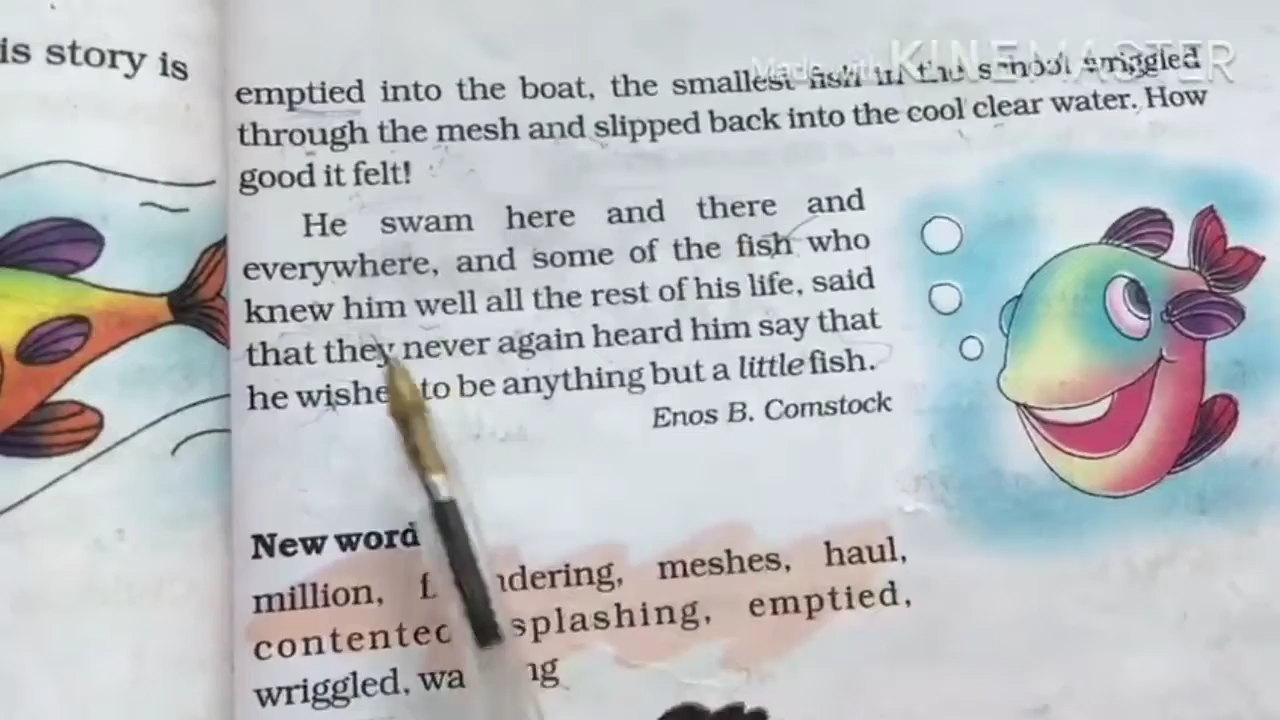 is story is
Made with KINEMASTER
emptied into the boat, the smallest fish in the school wriggled
through the mesh and slipped back into the cool clear water. How
good it felt!
He swam here and there and
everywhere, and some of the fish who
knew him well all the rest of his life, said
that they never again heard him say that
he wishe to be anything but a little fish.
Enos B. Comstock
New word
million, dering, meshes, haul,
contented splashing, emptied,
wriggled,